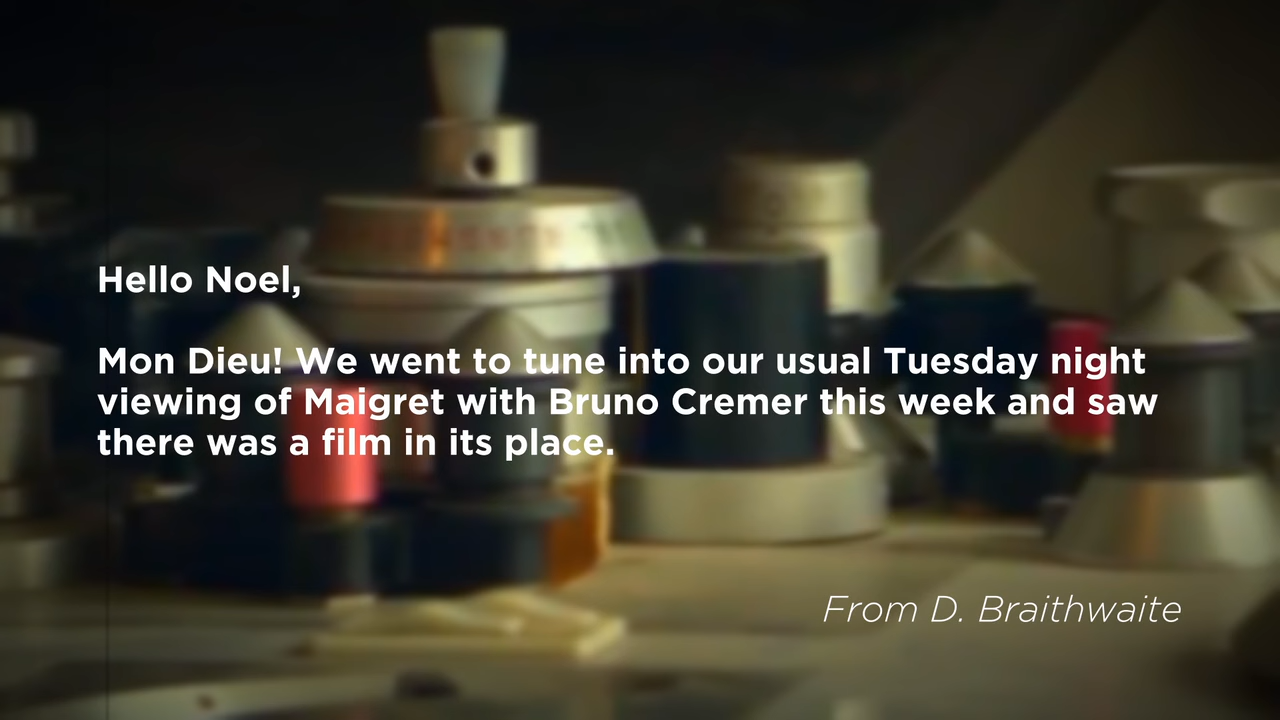 Hello Noel,
Mon Dieu! We went to tune into our usual Tuesday night
viewing of Maigret with Bruno Cremer this week and saw
there was a film in its place.
From D. Braithwaite